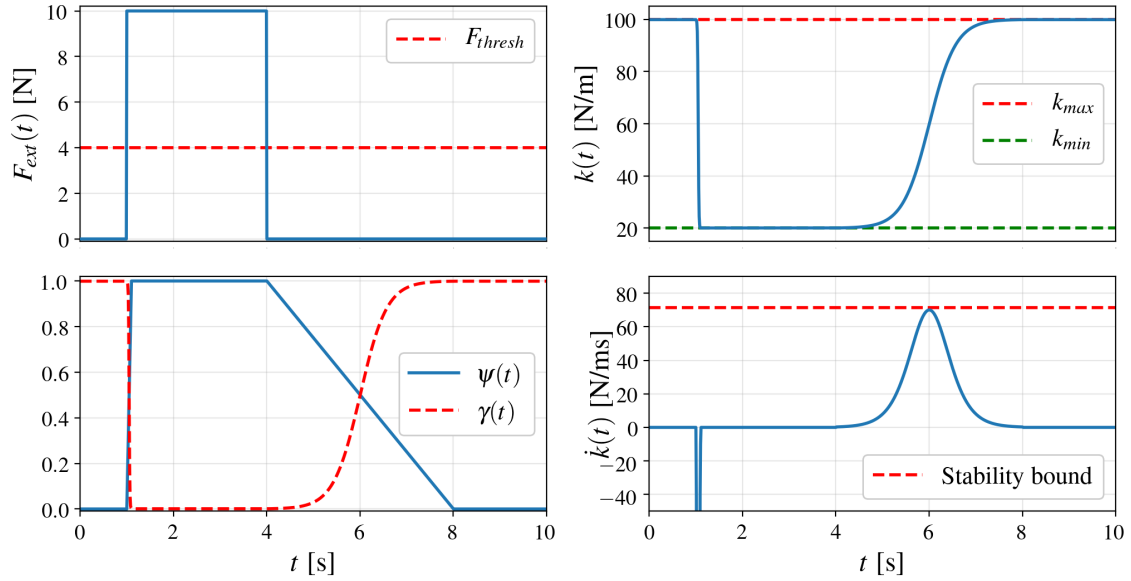 F_ext(t) [N]
10
8
6
4
2
0
F_thresh
k(t) [N/m]
100
80
60
40
20
k_max
k_min
0 2 4 6 8 10
ψ(t)
γ(t)
1.0
0.8
0.6
0.4
0.2
0.0
0 2 4 6 8 10
t [s]
k̇(t) [N/ms]
80
60
40
20
0
−20
−40
Stability bound
0 2 4 6 8 10
t [s]